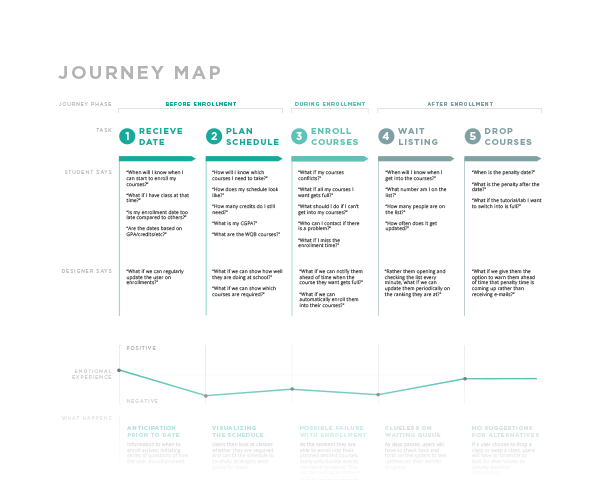 JOURNEY MAP
JOURNEY PHASE
BEFORE ENROLLMENT
DURING ENROLLMENT
AFTER ENROLLMENT
TASK
1 RECIEVE
DATE
2 PLAN
SCHEDULE
3 ENROLL
COURSES
4 WAIT
LISTING
5 DROP
COURSES
STUDENT SAYS
"When will I know when I
can start to enroll my
courses?"
"What if I have class at that
time?"
"Is my enrollment date too
late compared to others?"
"Are the dates based on
GPA/credits/etc?"
"How will I know which
courses I need to take?"
"How does my schedule look
like?"
"How many credits do I still
need?"
"What is my CGPA?"
"What are the WQB courses?"
"What if my courses
conflicts?"
"What if all my courses I
want gets full?"
"What should I do if I can't
get into my courses?"
"Who can I contact if there
is a problem?"
"What if I miss the
enrollment time?"
"When will I know when I
get into the courses?"
"What number am I on the
list?"
"How many people are on
the list?"
"How often does it get
updated?"
"When is the penalty date?"
"What is the penalty after the
date?"
"What if the tutorial/lab I want
to switch into is full?"
DESIGNER SAYS
"What if we can regularly
update the user on
enrollments?"
"What if we can show how well
they are doing at school?"
"What if we can show which
courses are required?"
"What if we can notify them
ahead of time when the
course they want gets full?"
"What if we can
automatically enroll them
into their courses?"
"Rather them opening and
checking the list every
minute, what if we can
update them periodically on
the ranking they are at?"
"What if we give them the
option to warn them ahead
of time that penalty time is
coming up rather than
receiving e-mails?"
POSITIVE
EMOTIONAL
EXPERIENCE
NEGATIVE
WHAT HAPPENS
ANTICIPATION
PRIOR TO DATE
VISUALIZING
THE SCHEDULE
POSSIBLE FAILURE
WITH ENROLLMENT
CLUELESS ON
WAITING QUEUE
NO SUGGESTIONS
FOR ALTERNATIVES